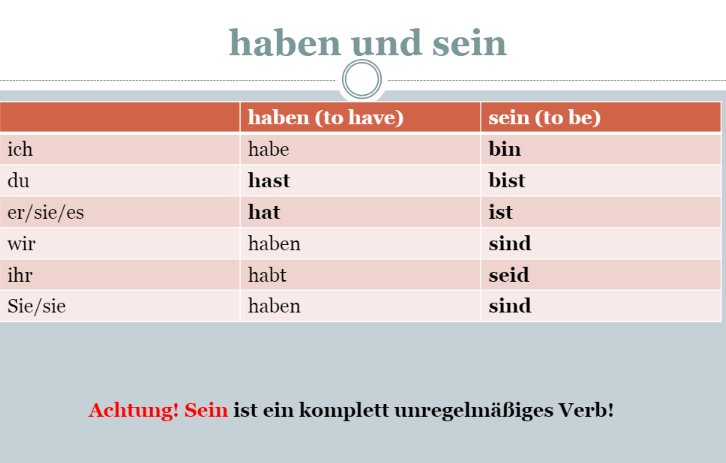 haben und sein
haben (to have) sein (to be)
ich habe bin
du hast bist
er/sie/es hat ist
wir haben sind
ihr habt seid
Sie/sie haben sind
Achtung! Sein ist ein komplett unregelmäßiges Verb!